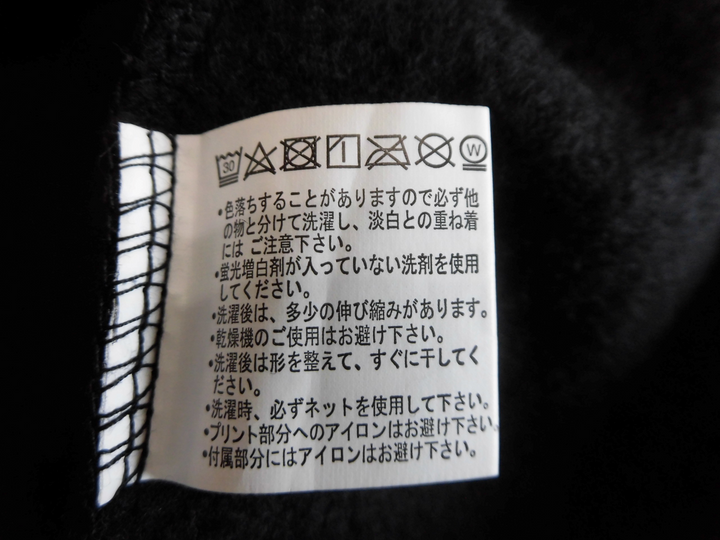 30 W
•色落ちすることがありますので必ず他
の物と分けて洗濯し、淡白との重ね着
には ご注意下さい。
•蛍光増白剤が入っていない洗剤を使用
してください。
•洗濯後は、多少の伸び縮みがあります。
•乾燥機のご使用はお避け下さい。
•洗濯後は形を整えて、すぐに干してく
ださい。
•洗濯時、必ずネットを使用して下さい。
•プリント部分へのアイロンはお避け下さい。
•付属部分にはアイロンはお避け下さい。